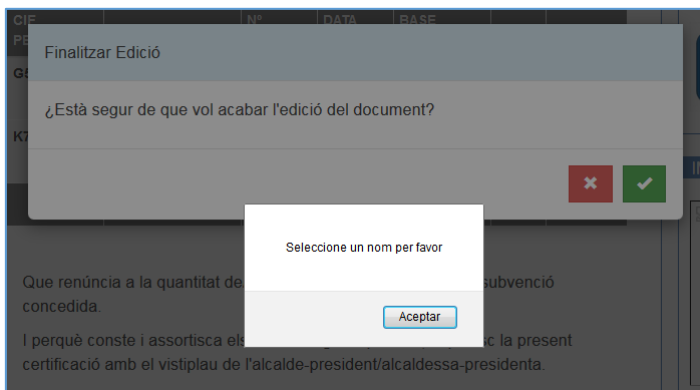 CIF Nº DATA BASE
Finalitzar Edició
¿Està segur de que vol acabar l'edició del document?
Seleccione un nom per favor
Aceptar
Que renúncia a la quantitat de subvenció
concedida.
I perquè conste i assortisca els la present
certificació amb el vistiplau de l'alcalde-president/alcaldessa-presidenta.